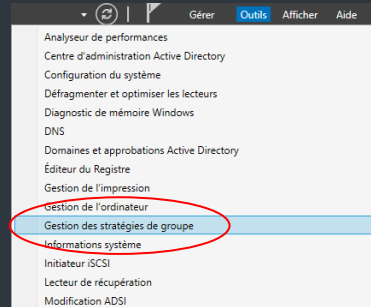 Gérer Outils Afficher Aide
Analyseur de performances
Centre d'administration Active Directory
Configuration du système
Défragmenter et optimiser les lecteurs
Diagnostic de mémoire Windows
DNS
Domaines et approbations Active Directory
Éditeur du Registre
Gestion de l'impression
Gestion de l'ordinateur
Gestion des stratégies de groupe
Informations système
Initiateur iSCSI
Lecteur de récupération
Modification ADSI